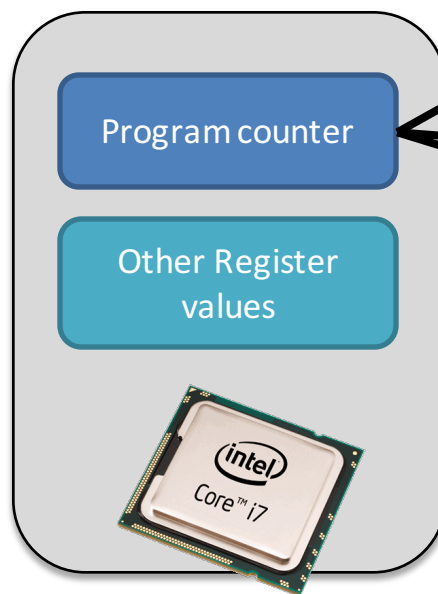 Program counter
Other Register
values
intel
Core™ i7